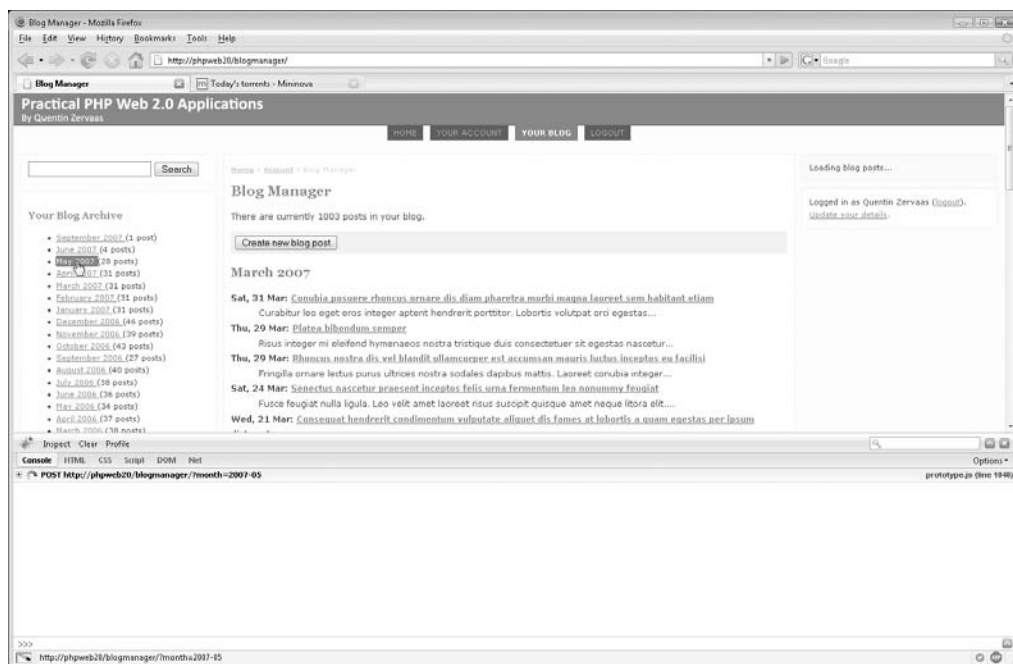 Blog Manager - Mozilla Firefox
File Edit View History Bookmarks Tools Help
http://phpweb20/blogmanager/
Google
Blog Manager
Today's torrents - Mininova
Practical PHP Web 2.0 Applications
By Quentin Zervaas
HOME YOUR ACCOUNT YOUR BLOG LOGOUT
Search
Your Blog Archive
September 2007 (1 post)
June 2007 (4 posts)
May 2007 (28 posts)
April 2007 (31 posts)
March 2007 (31 posts)
February 2007 (31 posts)
January 2007 (31 posts)
December 2006 (46 posts)
November 2006 (39 posts)
October 2006 (43 posts)
September 2006 (27 posts)
August 2006 (40 posts)
July 2006 (38 posts)
June 2006 (36 posts)
May 2006 (34 posts)
April 2006 (37 posts)
March 2006 (38 posts)
Home > Account > Blog Manager
Blog Manager
There are currently 1003 posts in your blog.
Create new blog post
March 2007
Sat, 31 Mar: Conubia posuere rhoncus ornare dis diam pharetra morbi magna laoreet sem habitant etiam
Curabitur leo eget eros integer aptent hendrerit porttitor. Lobortis volutpat orci egestas...
Thu, 29 Mar: Platea bibendum semper
Risus integer mi eleifend hymenaeos nostra tristique duis consectetuer sit egestas nascetur...
Thu, 29 Mar: Rhoncus nostra dis vel blandit ullamcorper est accumsan mauris luctus inceptos eu facilisi
Fringilla ornare lectus purus ultrices nostra sodales dapibus mattis. Laoreet conubia integer...
Sat, 24 Mar: Senectus nascetur praesent inceptos felis urna fermentum leo nonummy feugiat
Fusce feugiat nulla ligula. Leo velit amet laoreet risus suscipit quisque amet neque litora elit....
Wed, 21 Mar: Consequat hendrerit condimentum vulputate aliquet dis fames at lobortis a quam egestas per ipsum
Loading blog posts...
Logged in as Quentin Zervaas (logout).
Update your details.
Inspect Clear Profile
Console HTML CSS Script DOM Net
Options
POST http://phpweb20/blogmanager/?month=2007-05
prototype.js (line 1040)
>>>
http://phpweb20/blogmanager/?month=2007-05